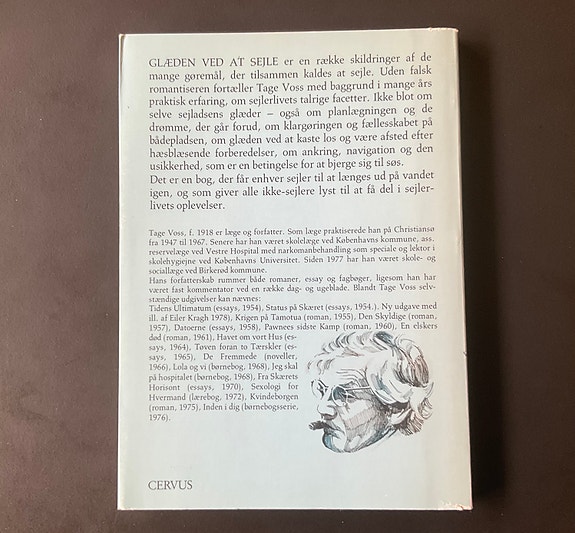 GLÆDEN VED AT SEJLE er en række skildringer af de
mange gøremål, der tilsammen kaldes at sejle. Uden falsk
romantiseren fortæller Tage Voss med baggrund i mange års
praktisk erfaring, om sejlerlivets talrige facetter. Ikke blot om
selve sejladsens glæder – også om planlægningen og de
drømme, der går forud, om klargøringen og fællesskabet på
bådepladsen, om glæden ved at kaste los og være afsted efter
hæsblæsende forberedelser, om ankring, navigation og den
usikkerhed, som er en betingelse for at bjerge sig til søs.
Det er en bog, der får enhver sejler til at længes ud på vandet
igen, og som giver alle ikke-sejlere lyst til at få del i sejler-
livets oplevelser.
Tage Voss, f. 1918 er læge og forfatter. Som læge praktiserede han på Christiansø
fra 1947 til 1967. Senere har han været skolelæge ved Københavns kommune, ass.
reservelæge ved Vestre Hospital med narkomanbehandling som speciale og lektor i
skolehygiejne ved Københavns Universitet. Siden 1977 har han været skole- og
sociallæge ved Birkerød kommune.
Hans forfatterskab rummer både romaner, essay og fagbøger, ligesom han har
været fast kommentator ved en række dag- og ugeblade. Blandt Tage Voss selv-
stændige udgivelser kan nævnes:
Tidens Ultimatum (essays, 1954), Status på Skæret (essays, 1954.). Ny udgave med
ill. af Eiler Kragh 1978), Krigen på Tamotua (roman, 1955), Den Skyldige (roman,
1957), Datoerne (essays, 1958), Pawnees sidste Kamp (roman, 1960), En elskers
død (roman, 1961), Havet om vort Hus (es-
says, 1964), Tøven foran to Tærskler (es-
says, 1965), De Fremmede (noveller,
1966), Lola og vi (børnebog, 1968), Jeg skal
på hospitalet (børnebog, 1968), Fra Skærets
Horisont (essays, 1970) Sexologi for
Hvermand (lærebog, 1972), Kvindeborgen
(roman, 1975), Inden i dig (børnebogsserie,
1976).
CERVUS